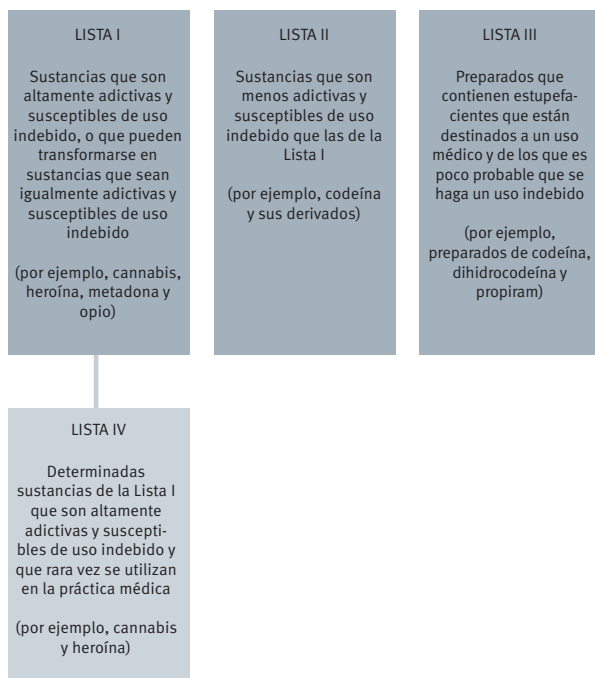 LISTA I
Sustancias que son
altamente adictivas y
susceptibles de uso
indebido, o que pueden
transformarse en
sustancias que sean
igualmente adictivas y
susceptibles de uso
indebido
(por ejemplo, cannabis,
heroína, metadona y
opio)
LISTA II
Sustancias que son
menos adictivas y
susceptibles de uso
indebido que las de la
Lista I
(por ejemplo, codeína
y sus derivados)
LISTA III
Preparados que
contienen estupefa-
cientes que están
destinados a un uso
médico y de los que es
poco probable que se
haga un uso indebido
(por ejemplo,
preparados de codeína,
dihidrocodeína y
propiram)
LISTA IV
Determinadas
sustancias de la Lista I
que son altamente
adictivas y suscepti-
bles de uso indebido y
que rara vez se utilizan
en la práctica médica
(por ejemplo, cannabis
y heroína)